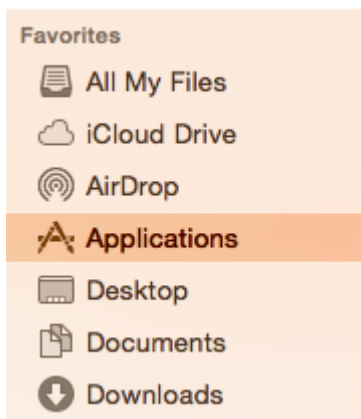 Favorites
All My Files
iCloud Drive
AirDrop
Applications
Desktop
Documents
Downloads